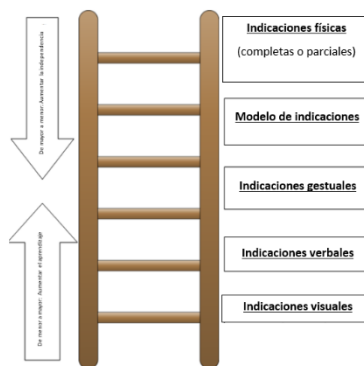 De mayor a menor: Aumentar la independencia
Indicaciones físicas
(completas o parciales)
Modelo de indicaciones
Indicaciones gestuales
De menor a mayor: Aumentar el aprendizaje
Indicaciones verbales
Indicaciones visuales